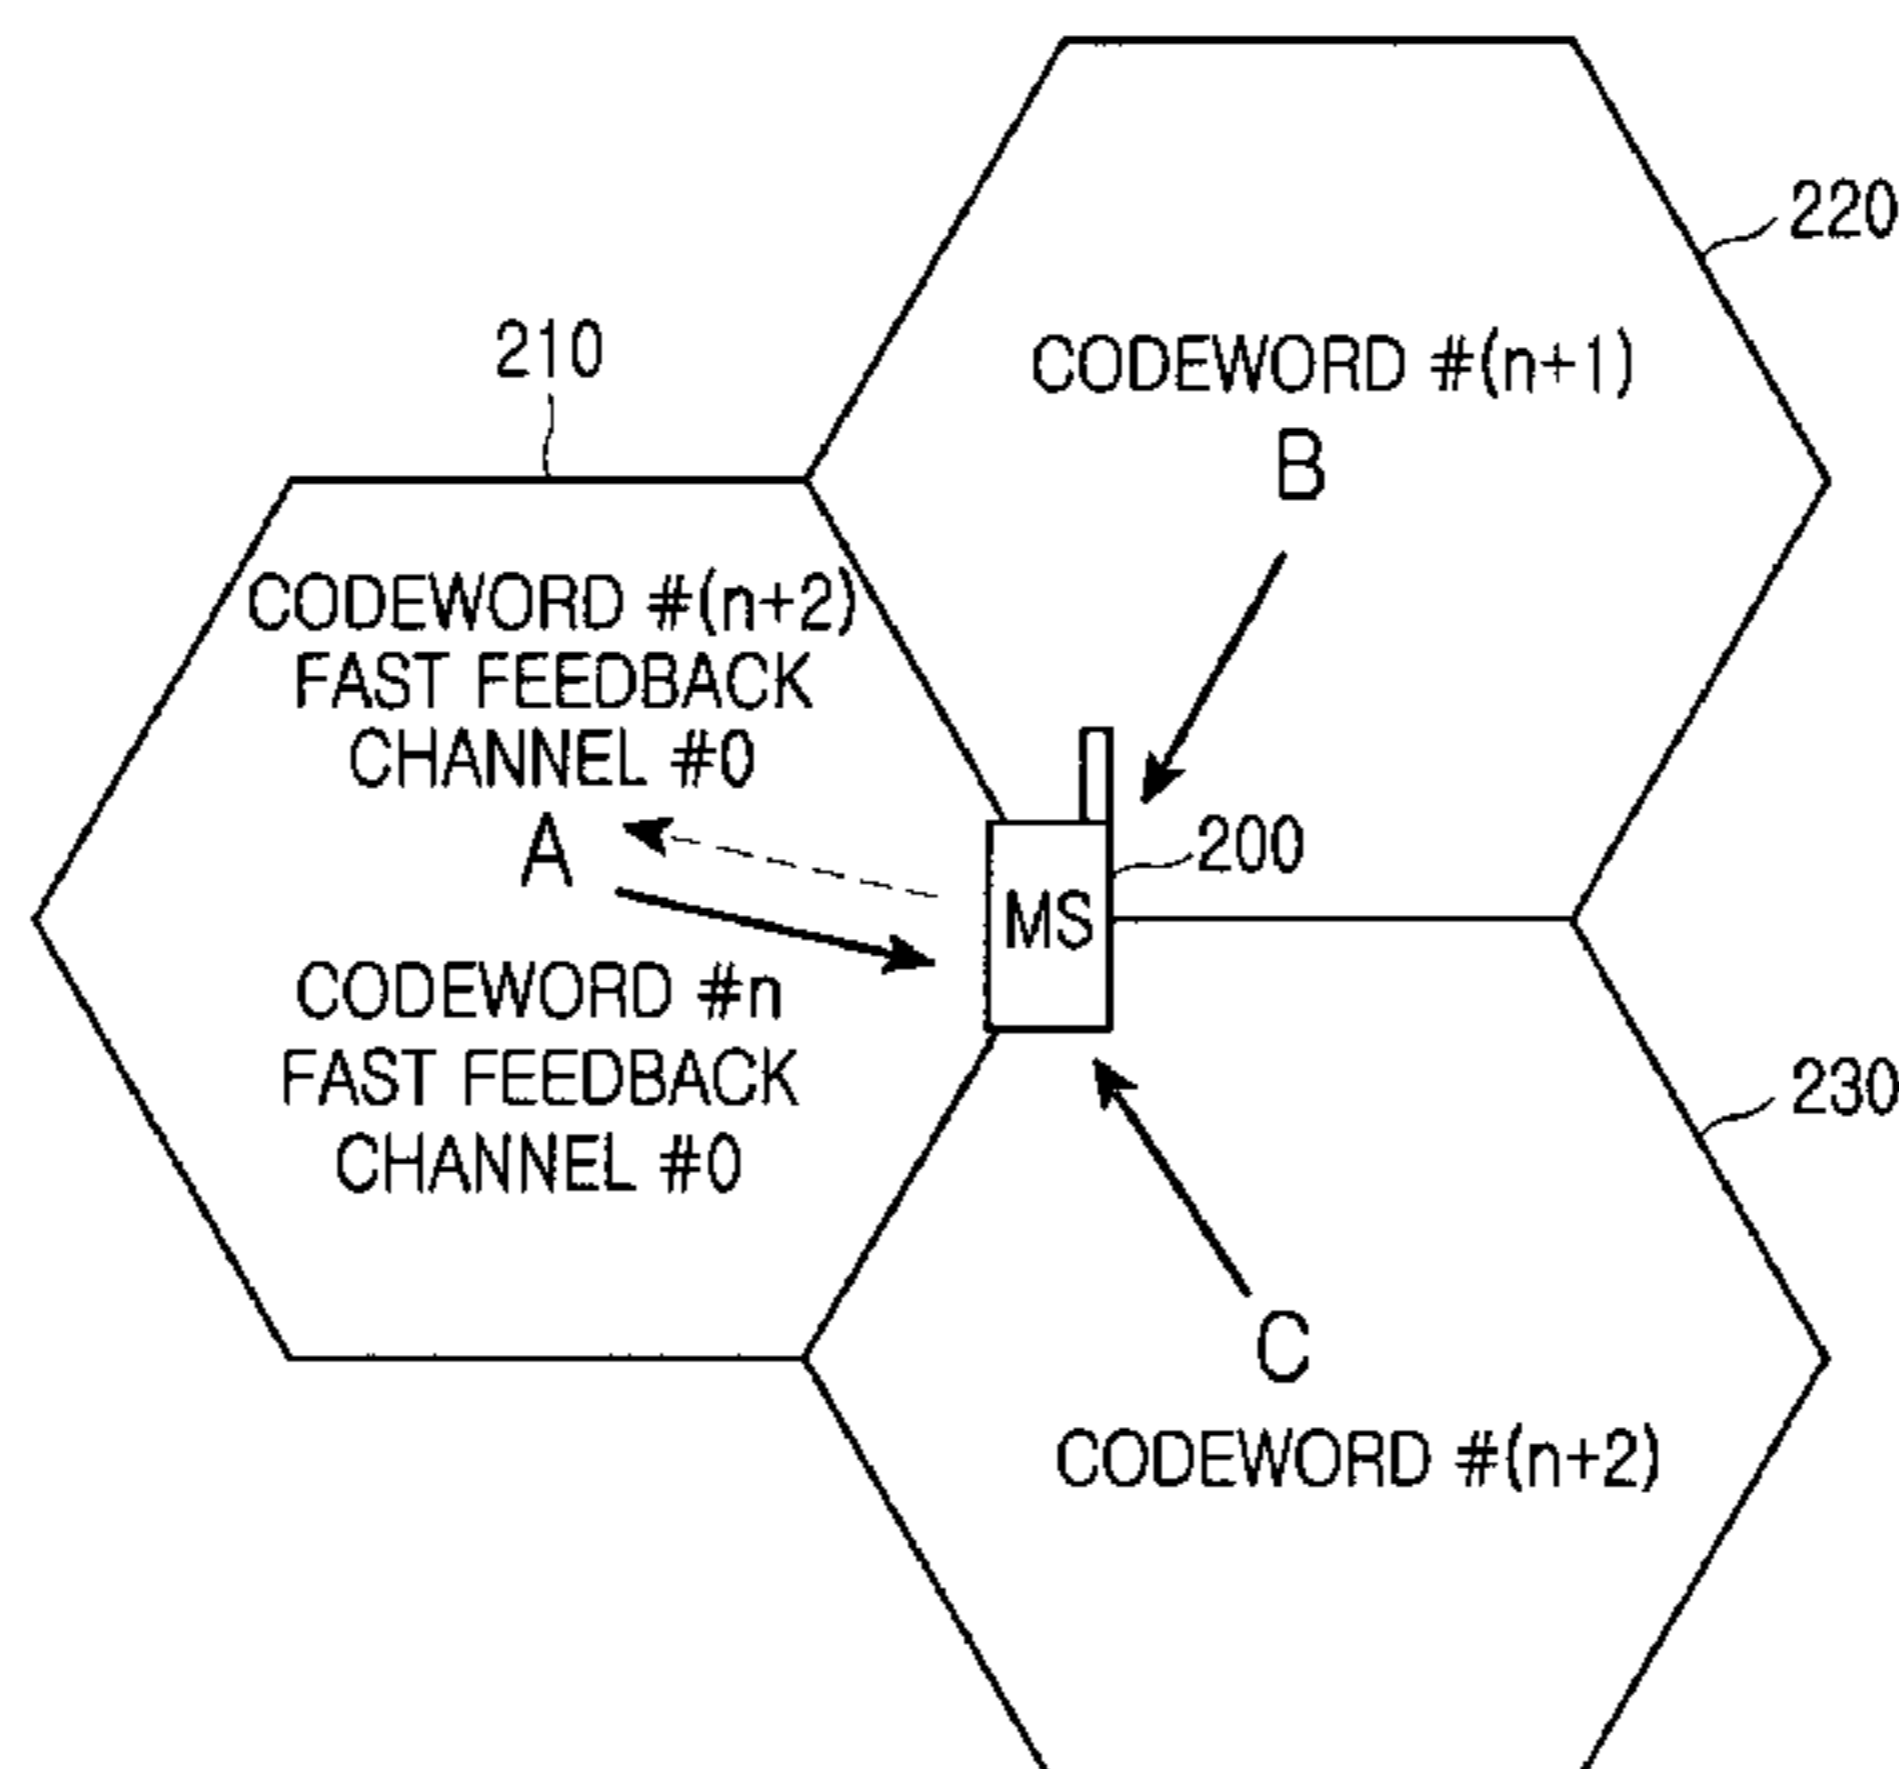 220
CODEWORD #(n+1)
B
210
CODEWORD #(n+2)
FAST FEEDBACK
CHANNEL #0
A
200
MS
CODEWORD #n
FAST FEEDBACK
CHANNEL #0
230
C
CODEWORD #(n+2)